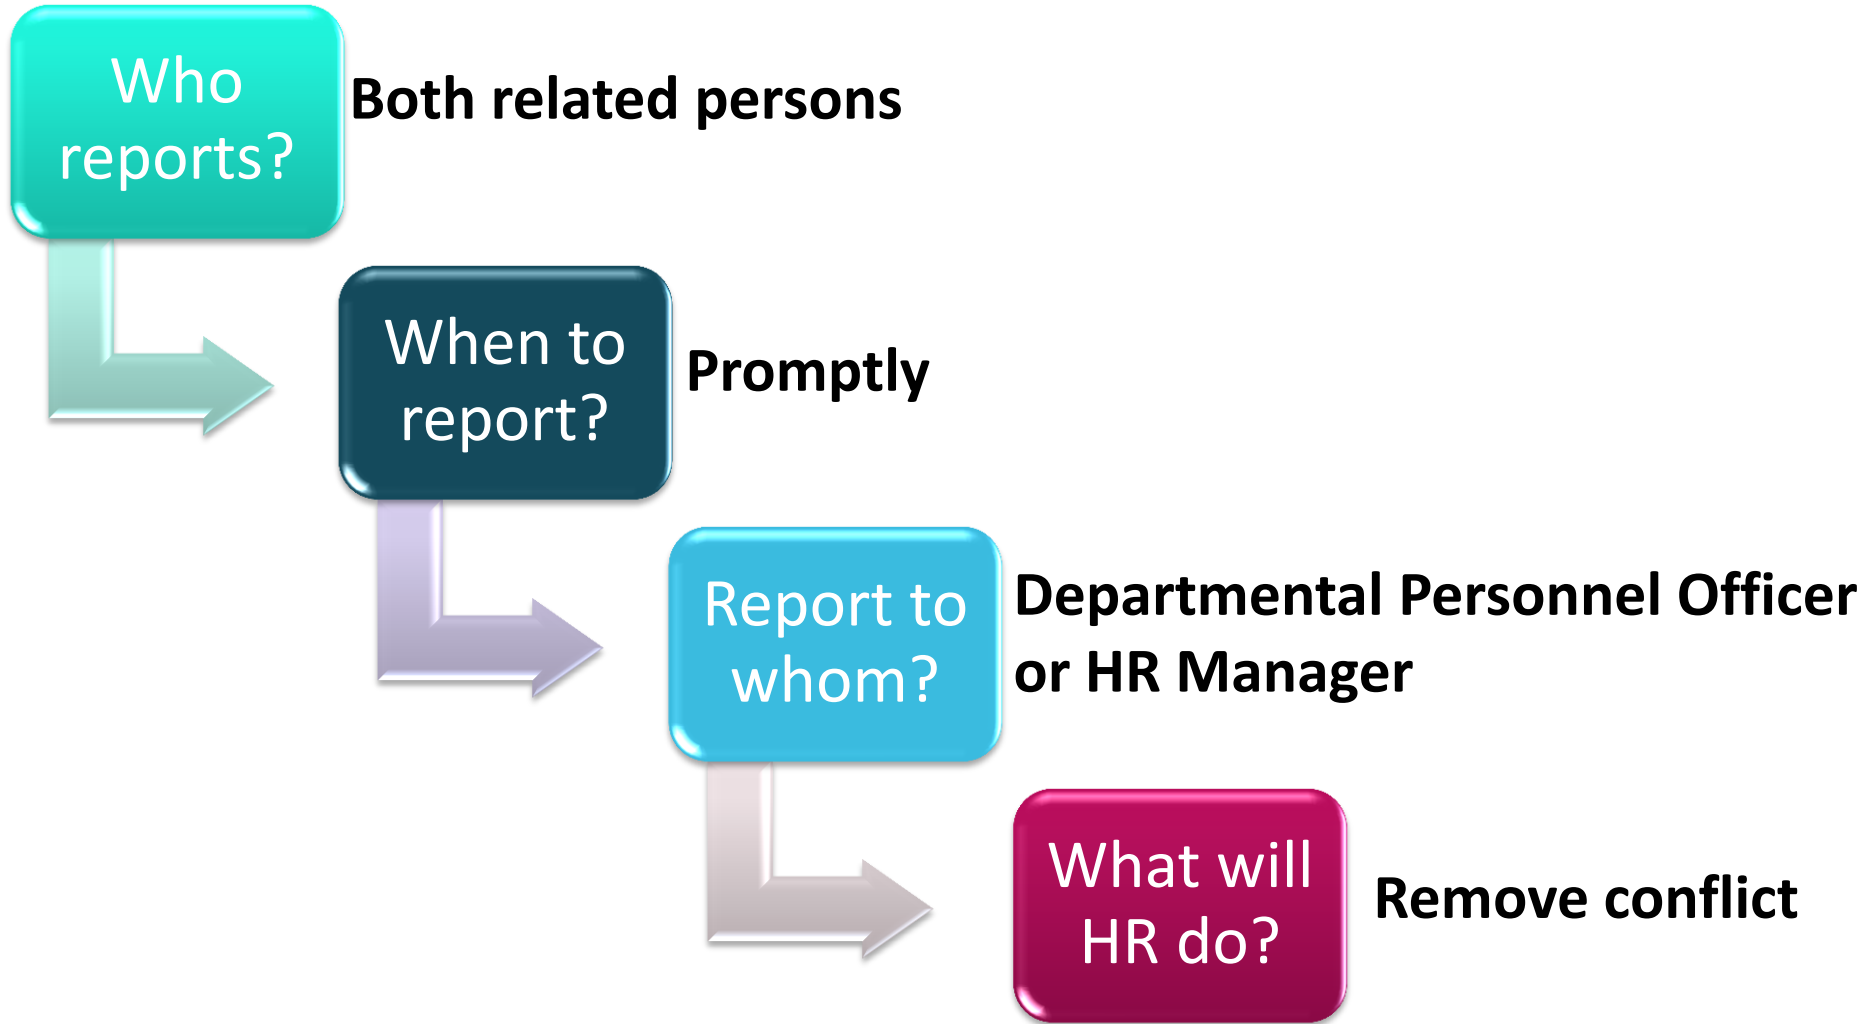 Who
reports?
Both related persons
When to
report?
Promptly
Report to
whom?
Departmental Personnel Officer
or HR Manager
What will
HR do?
Remove conflict